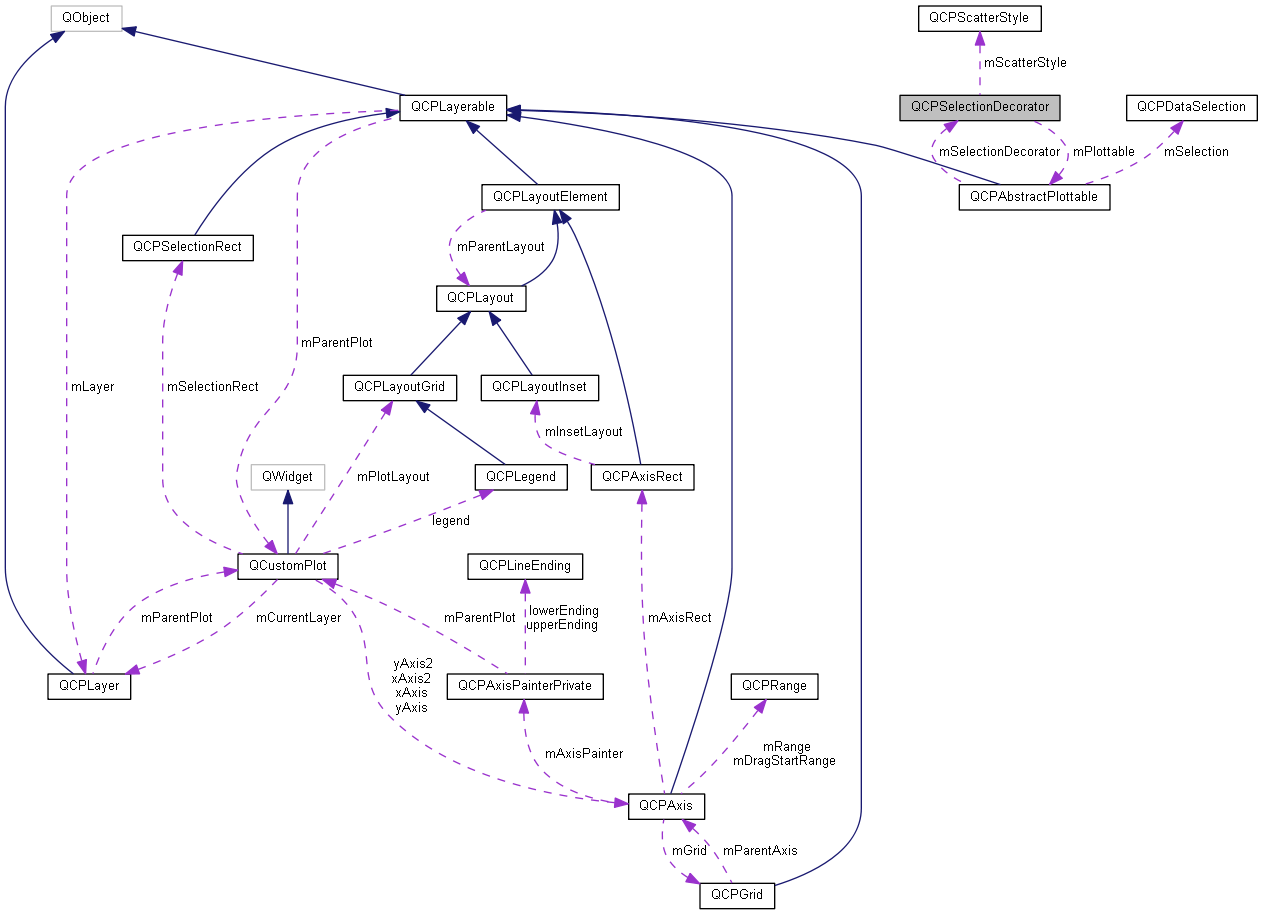 QObject
QCPScatterStyle
mScatterStyle
QCPLayerable
QCPSelectionDecorator
QCPDataSelection
mSelectionDecorator
mPlottable
mSelection
QCPLayoutElement
QCPAbstractPlottable
QCPSelectionRect
mParentLayout
QCPLayout
mParentPlot
mLayer
mSelectionRect
QCPLayoutGrid
QCPLayoutInset
mInsetLayout
QWidget
mPlotLayout
QCPLegend
QCPAxisRect
legend
QCustomPlot
QCPLineEnding
mParentPlot
mCurrentLayer
mParentPlot
lowerEnding
upperEnding
mAxisRect
yAxis2
xAxis2
xAxis
yAxis
QCPLayer
QCPAxisPainterPrivate
QCPRange
mAxisPainter
mRange
mDragStartRange
QCPAxis
mGrid
mParentAxis
QCPGrid